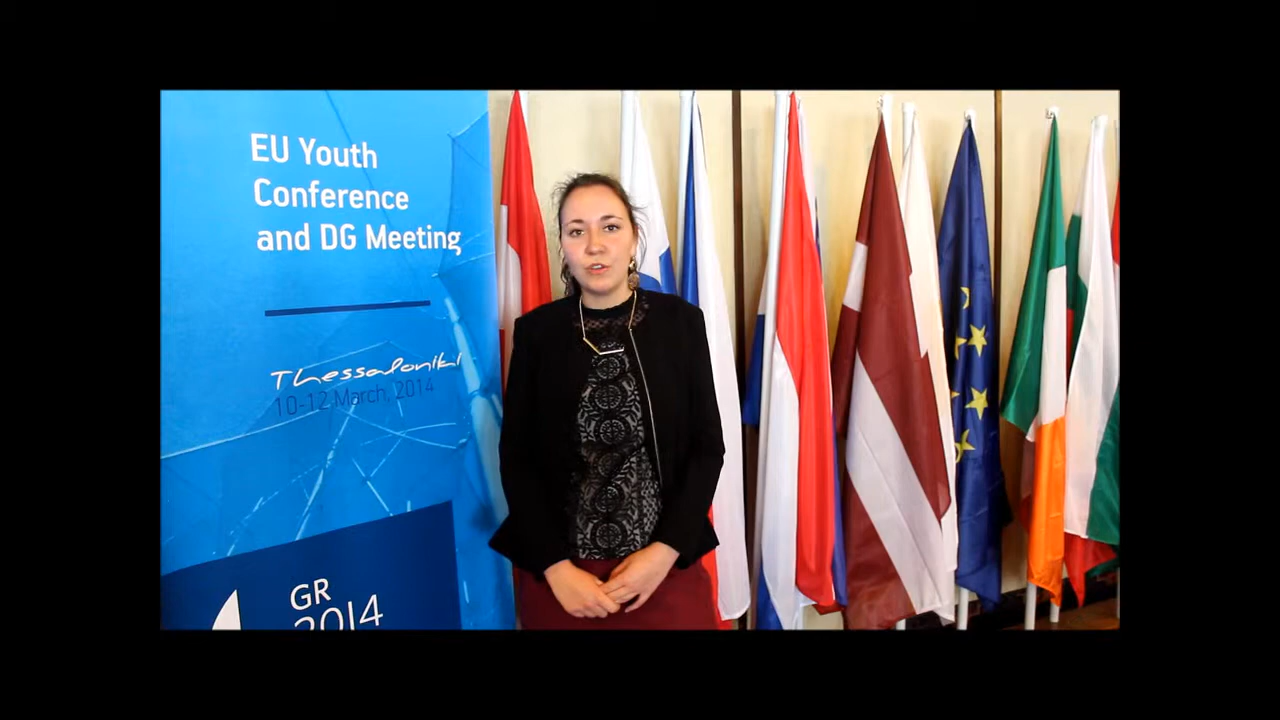 EU Youth
Conference
and DG Meeting
Thessaloniki
10-12 March, 2014
GR
2014